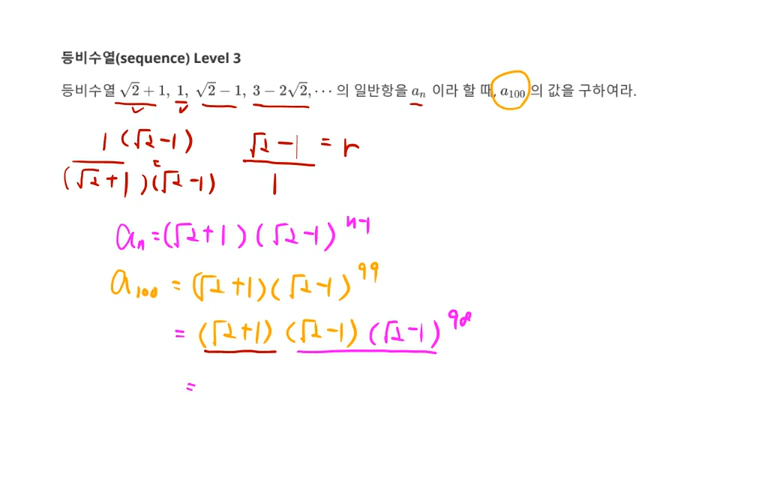 등비수열(sequence) Level 3
등비수열 √2 + 1, 1, √2 − 1, 3 − 2√2, ⋯ 의 일반항을 aₙ 이라 할 때, a₁₀₀ 의 값을 구하여라.
1(√2−1) / (√2+1)(√2−1)   (√2−1) / 1 = r
aₙ = (√2+1)(√2−1)ⁿ⁻¹
a₁₀₀ = (√2+1)(√2−1)⁹⁹
= (√2+1)(√2−1)(√2−1)⁹⁸
=